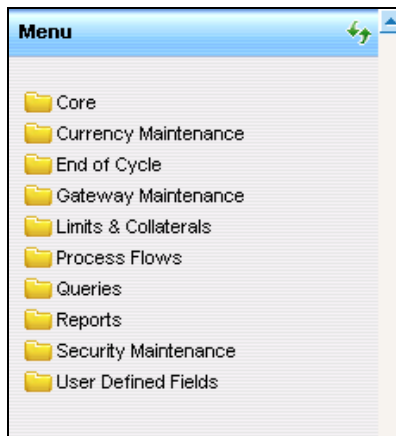 Menu
Core
Currency Maintenance
End of Cycle
Gateway Maintenance
Limits & Collaterals
Process Flows
Queries
Reports
Security Maintenance
User Defined Fields